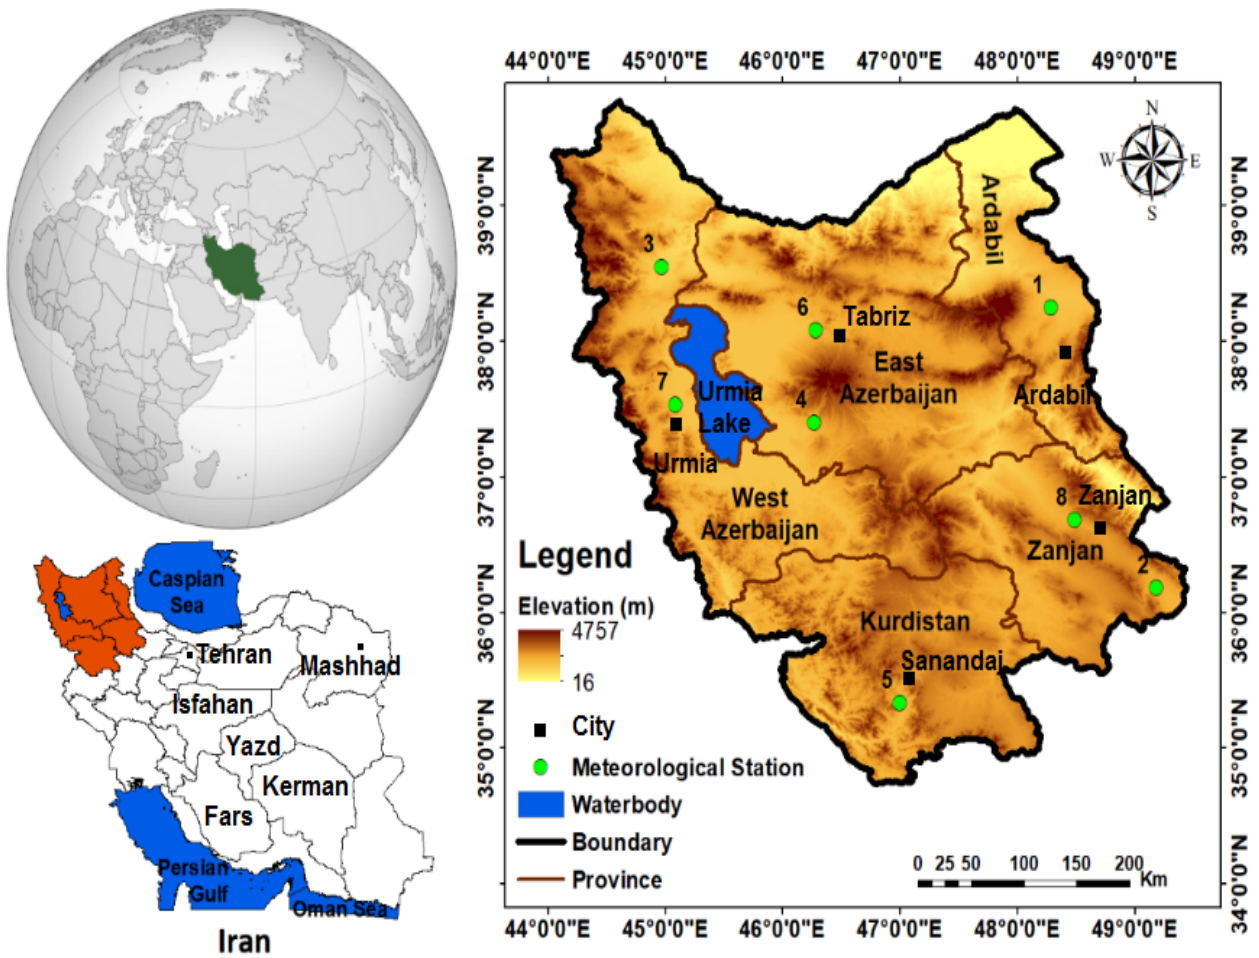 44°0'0"E 45°0'0"E 46°0'0"E 47°0'0"E 48°0'0"E 49°0'0"E
39°0'0"N
38°0'0"N
37°0'0"N
36°0'0"N
35°0'0"N
34°0'0"N
N
W E
S
Ardabil
3
1
6
Tabriz
East
Azerbaijan
7
4
Urmia
Lake
Ardabil
Urmia
West
Azerbaijan
8
Zanjan
Zanjan
2
Kurdistan
Sanandaj
5
Legend
Elevation (m)
4757
16
City
Meteorological Station
Waterbody
Boundary
Province
0 25 50 100 150 200
Km
39°0'0"N
38°0'0"N
37°0'0"N
36°0'0"N
35°0'0"N
34°0'0"N
44°0'0"E 45°0'0"E 46°0'0"E 47°0'0"E 48°0'0"E 49°0'0"E
Caspian
Sea
Tehran
Mashhad
Isfahan
Yazd
Kerman
Fars
Persian
Gulf
Oman Sea
Iran